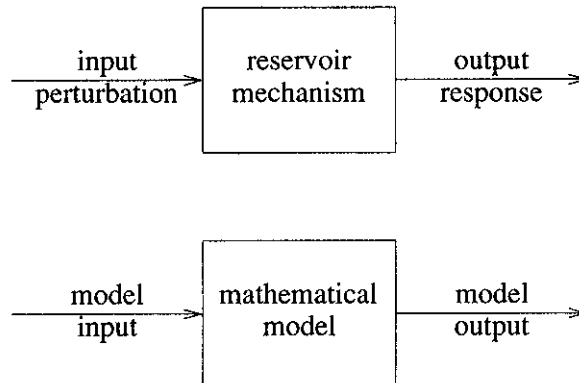 input
perturbation
reservoir
mechanism
output
response
model
input
mathematical
model
model
output